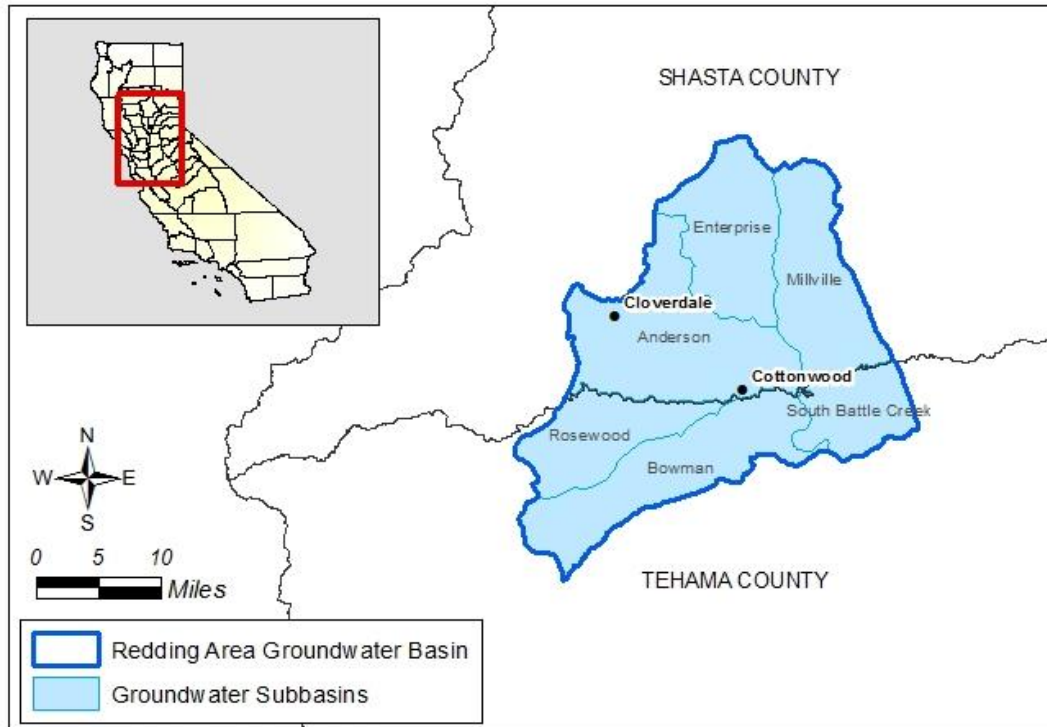 SHASTA COUNTY
Enterprise
Millville
Cloverdale
Anderson
Cottonwood
South Battle Creek
Rosewood
Bowman
N
W E
S
0 5 10
Miles
TEHAMA COUNTY
Redding Area Groundwater Basin
Groundwater Subbasins